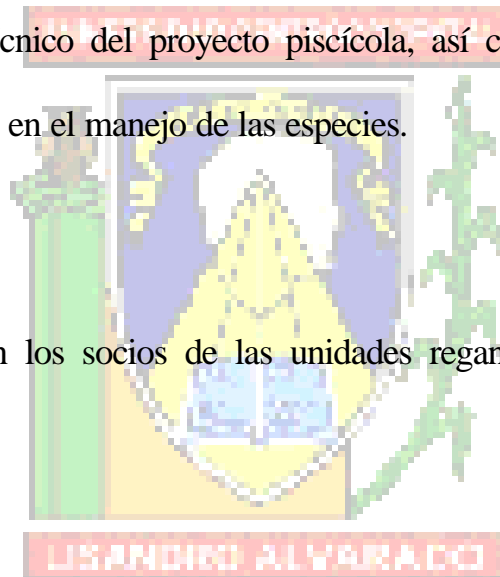 cnico del proyecto piscícola, así c
en el manejo de las especies.
los socios de las unidades regan
LISANDRO ALVARADO